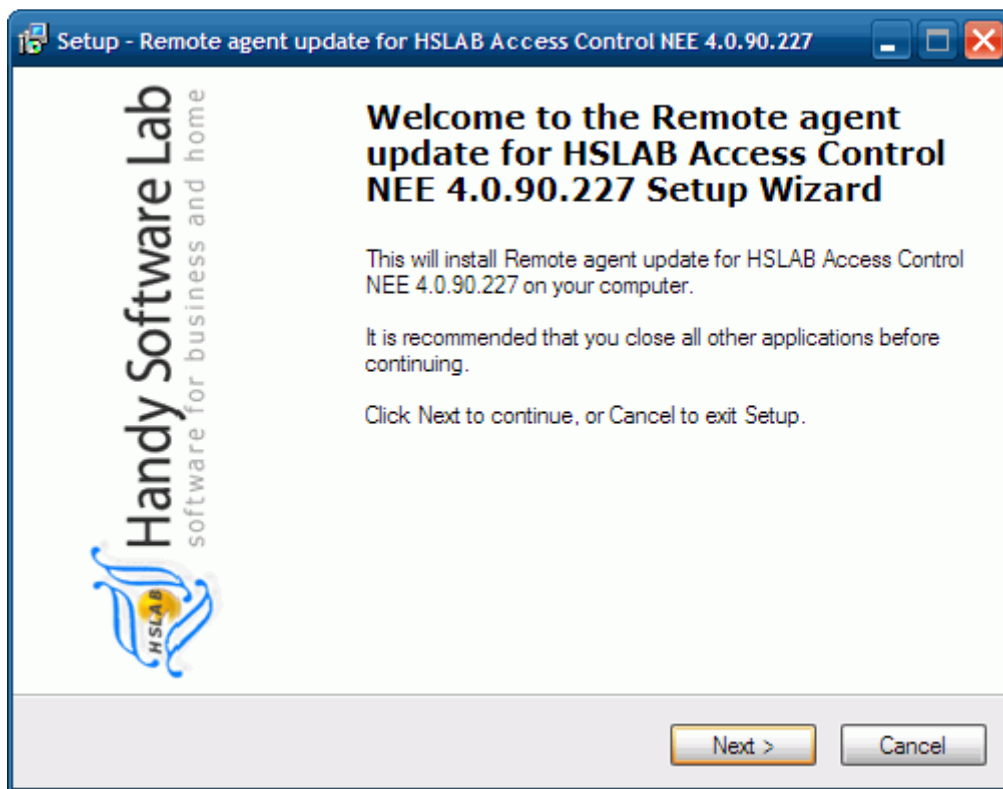 Setup - Remote agent update for HSLAB Access Control NEE 4.0.90.227
Handy Software Lab
software for business and home
HSLAB
Welcome to the Remote agent
update for HSLAB Access Control
NEE 4.0.90.227 Setup Wizard
This will install Remote agent update for HSLAB Access Control
NEE 4.0.90.227 on your computer.
It is recommended that you close all other applications before
continuing.
Click Next to continue, or Cancel to exit Setup.
Next >
Cancel